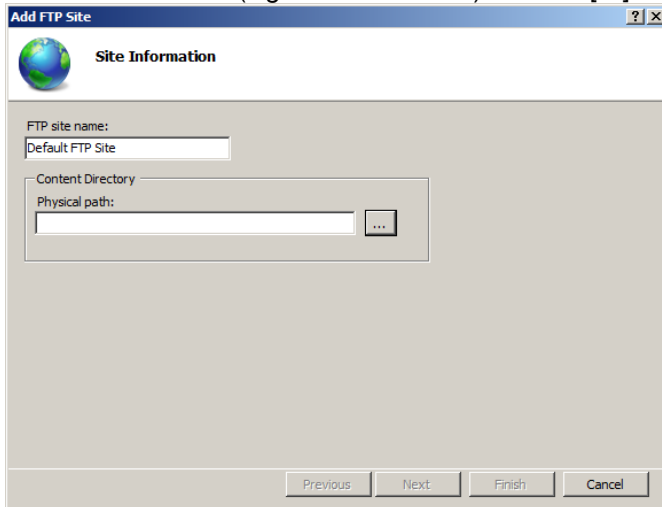 Add FTP Site
? X
Site Information
FTP site name:
Default FTP Site
Content Directory
Physical path:
...
Previous Next Finish Cancel